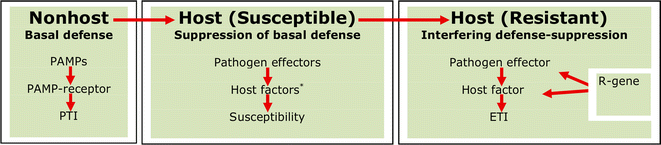 Nonhost
Basal defense
PAMPs
PAMP-receptor
PTI
Host (Susceptible)
Suppression of basal defense
Pathogen effectors
Host factors*
Susceptibility
Host (Resistant)
Interfering defense-suppression
Pathogen effector
Host factor
ETI
R-gene